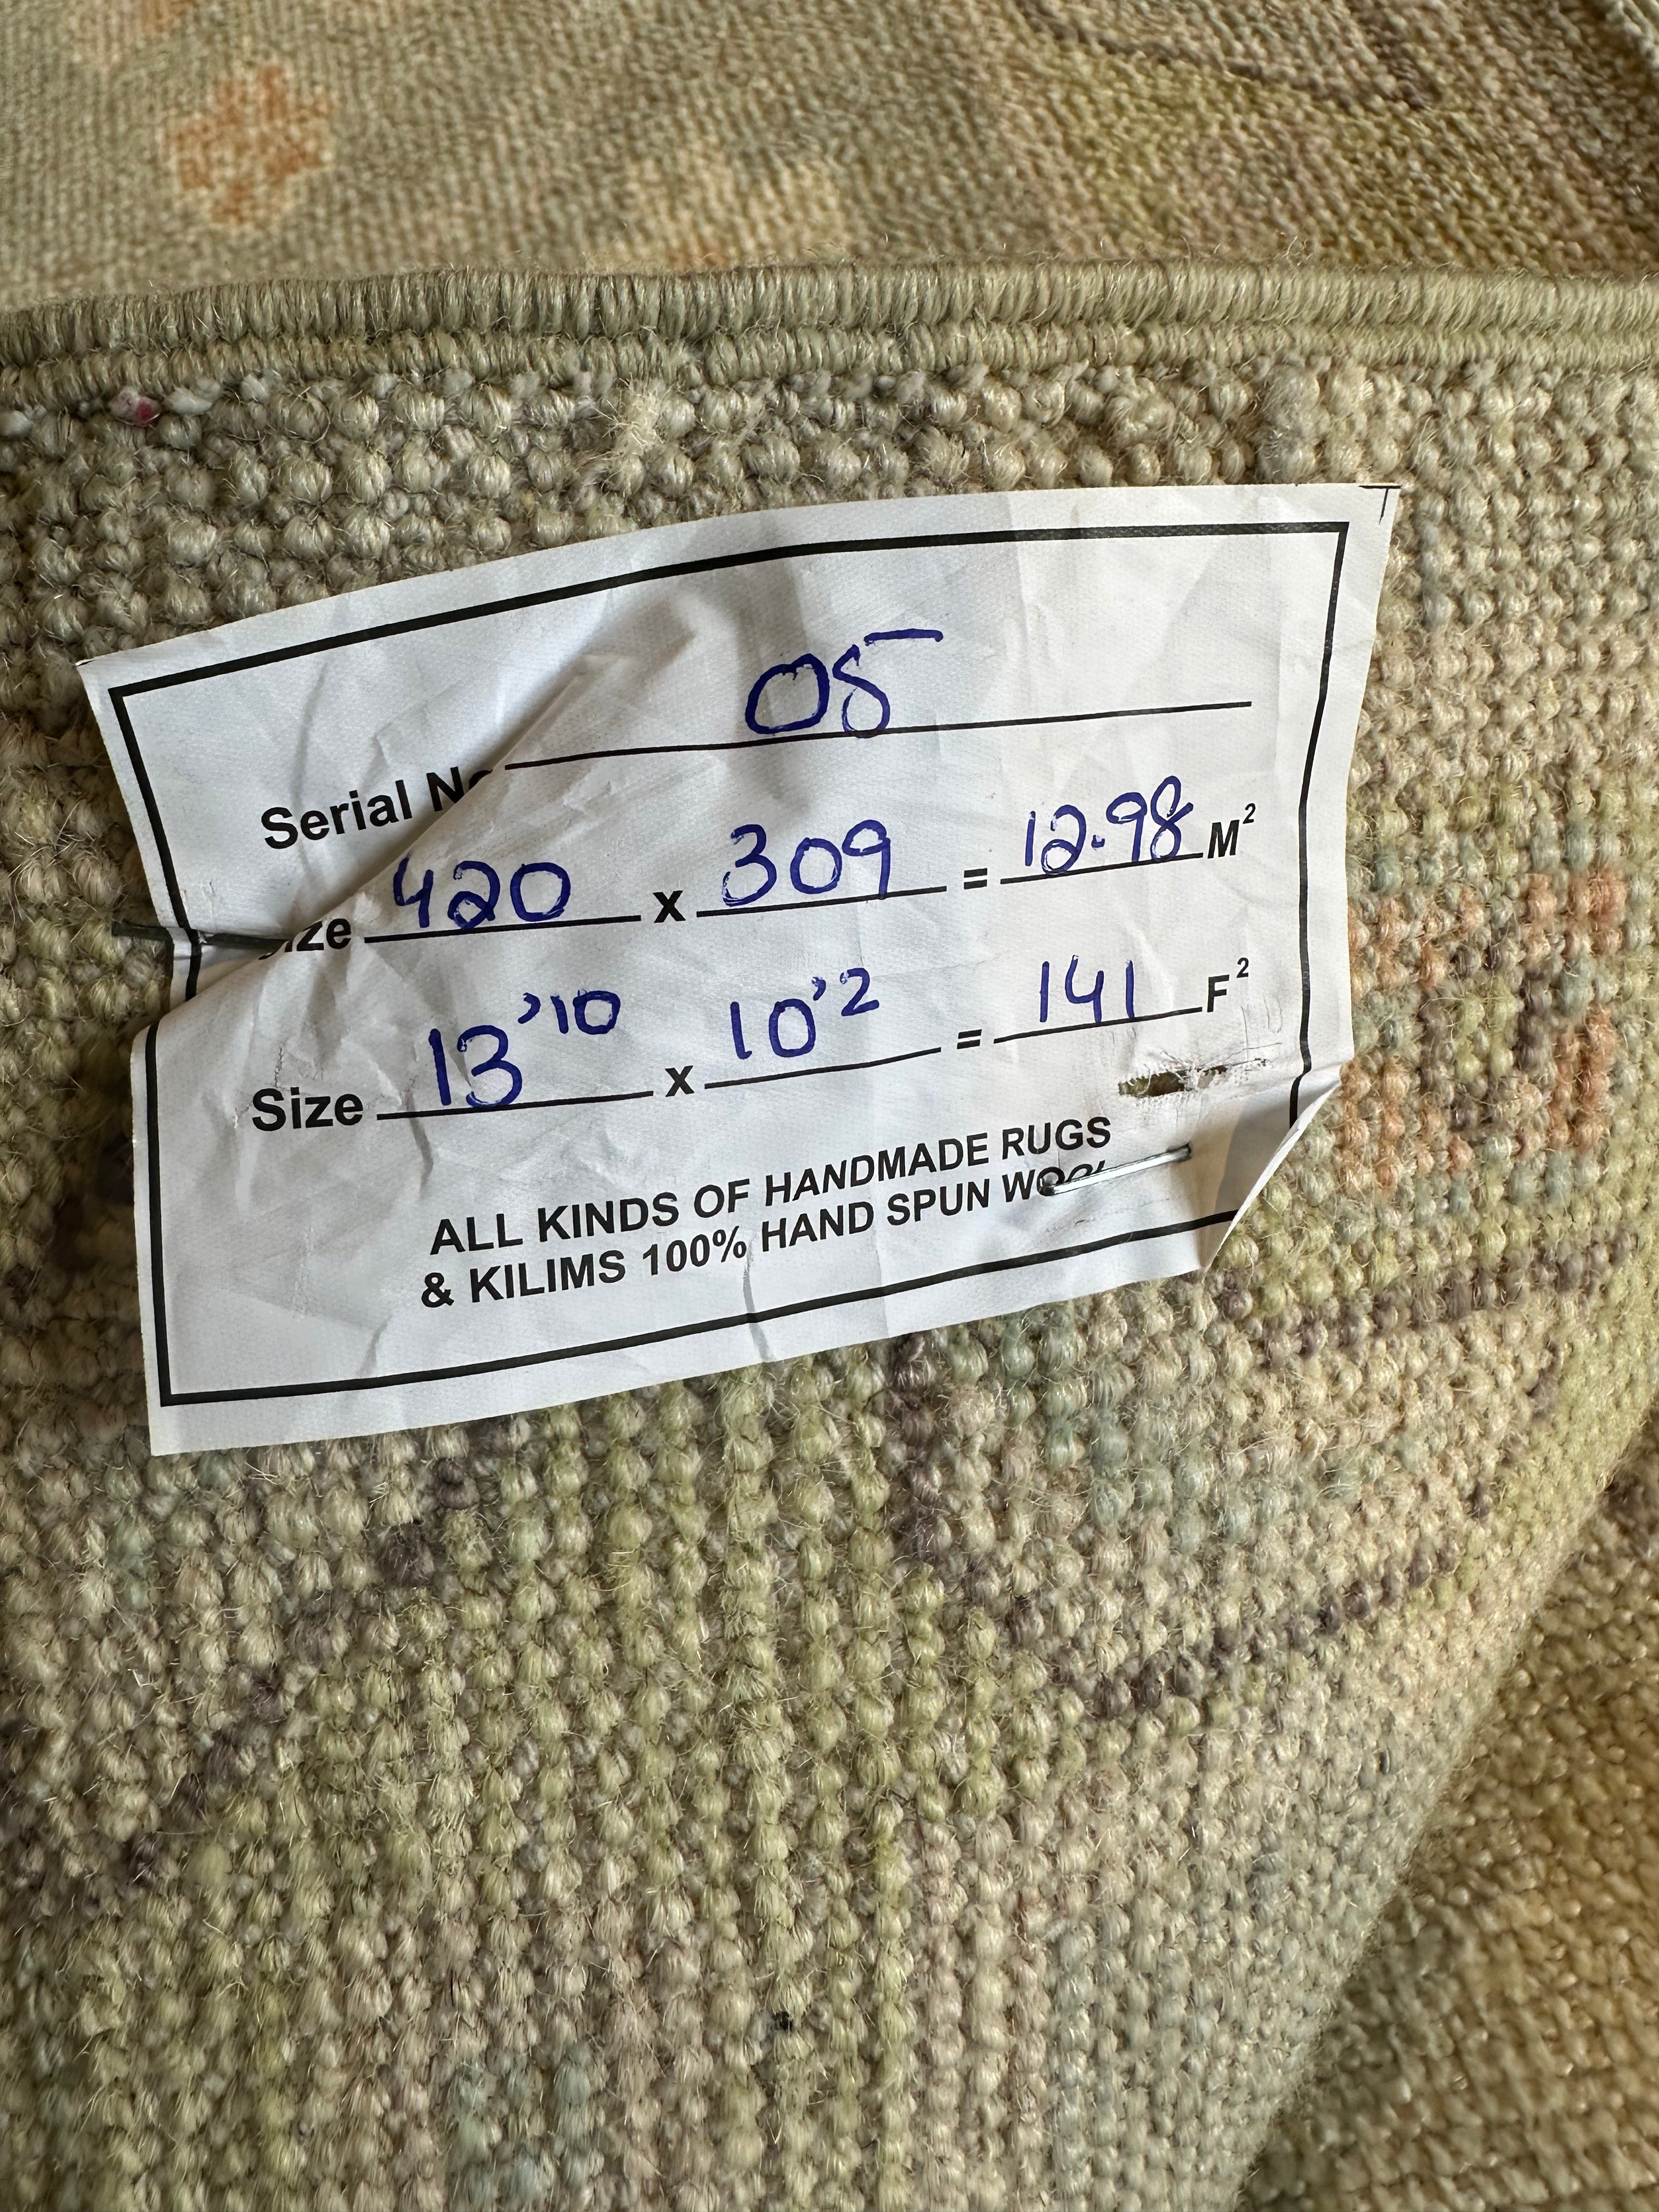 Serial No 05
Size 420 x 309 = 12.98 M²
Size 13'10 x 10'2 = 141 F²
ALL KINDS OF HANDMADE RUGS
& KILIMS 100% HAND SPUN WOOL